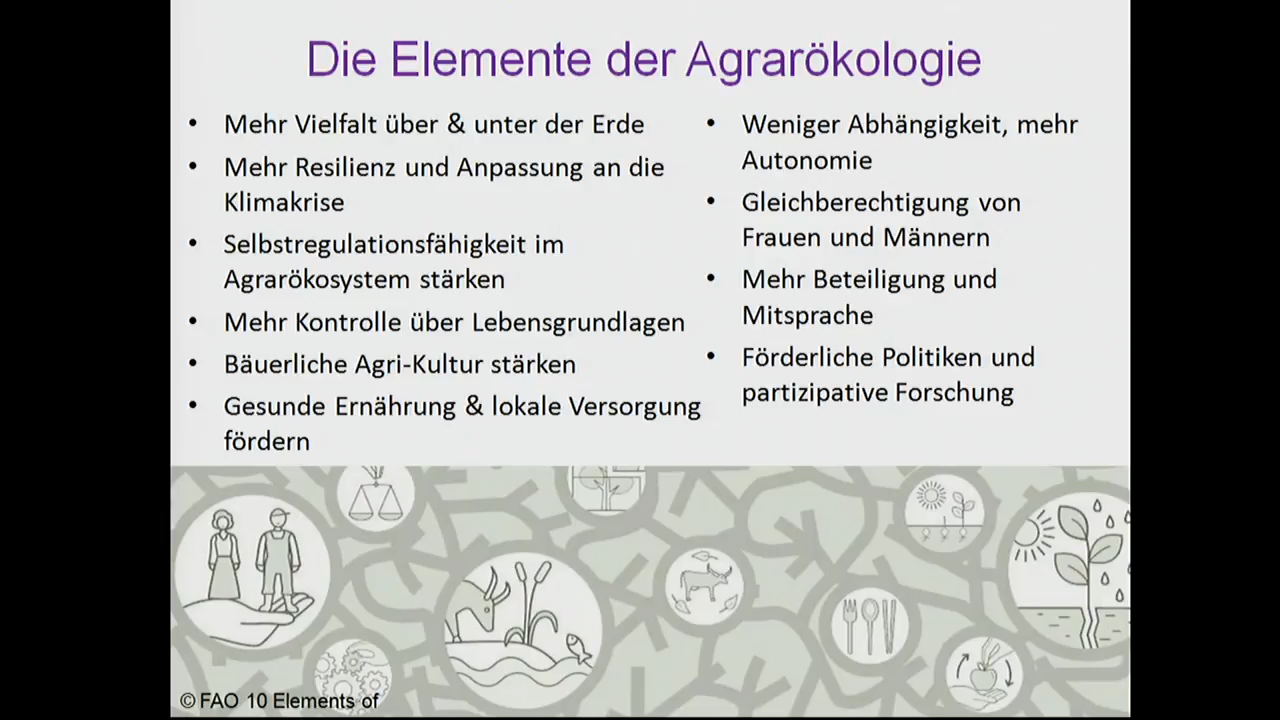 Die Elemente der Agrarökologie
• Mehr Vielfalt über & unter der Erde
• Mehr Resilienz und Anpassung an die
Klimakrise
• Selbstregulationsfähigkeit im
Agrarökosystem stärken
• Mehr Kontrolle über Lebensgrundlagen
• Bäuerliche Agri-Kultur stärken
• Gesunde Ernährung & lokale Versorgung
fördern
• Weniger Abhängigkeit, mehr
Autonomie
• Gleichberechtigung von
Frauen und Männern
• Mehr Beteiligung und
Mitsprache
• Förderliche Politiken und
partizipative Forschung
© FAO 10 Elements of